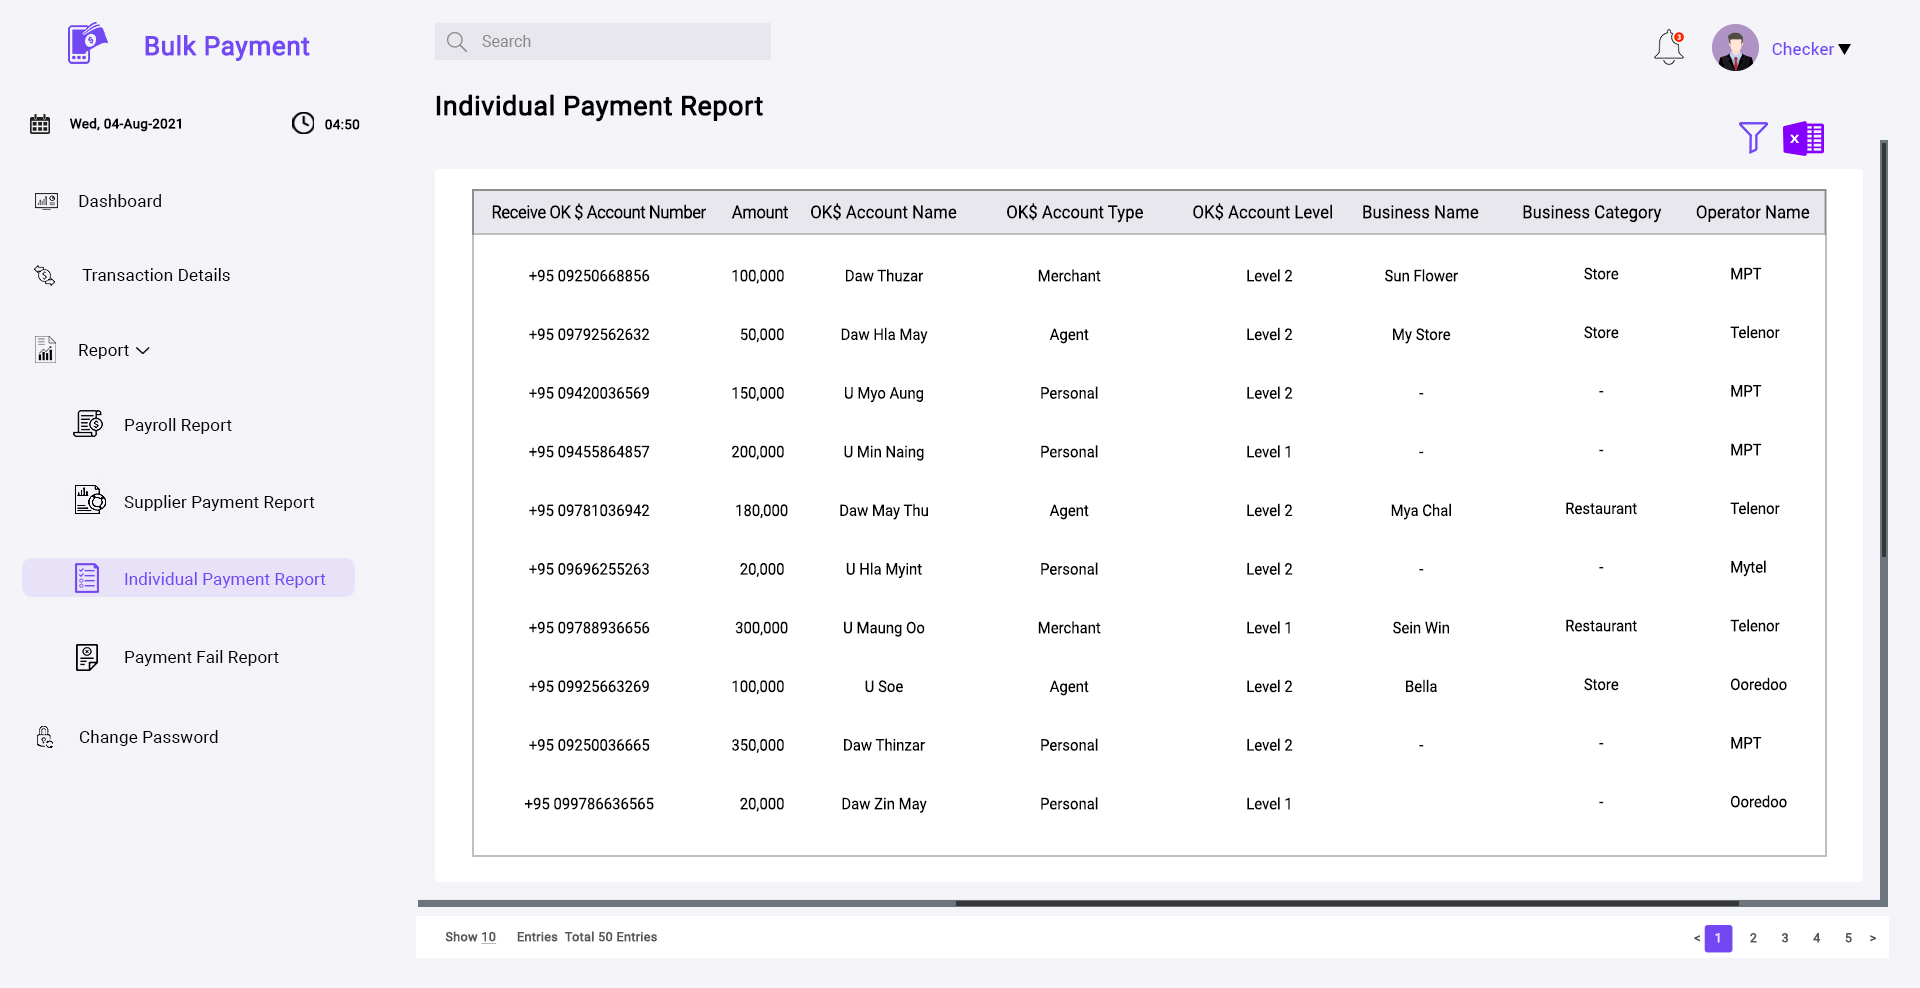 Bulk Payment
Search
3
Checker
Individual Payment Report
Wed, 04-Aug-2021 04:50
Dashboard
Transaction Details
Report
Payroll Report
Supplier Payment Report
Individual Payment Report
Payment Fail Report
Change Password
X
Receive OK $ Account Number Amount OK$ Account Name OK$ Account Type OK$ Account Level Business Name Business Category Operator Name
+95 09250668856 100,000 Daw Thuzar Merchant Level 2 Sun Flower Store MPT
+95 09792562632 50,000 Daw Hla May Agent Level 2 My Store Store Telenor
+95 09420036569 150,000 U Myo Aung Personal Level 2 - - MPT
+95 09455864857 200,000 U Min Naing Personal Level 1 - - MPT
+95 09781036942 180,000 Daw May Thu Agent Level 2 Mya Chal Restaurant Telenor
+95 09696255263 20,000 U Hla Myint Personal Level 2 - - Mytel
+95 09788936656 300,000 U Maung Oo Merchant Level 1 Sein Win Restaurant Telenor
+95 09925663269 100,000 U Soe Agent Level 2 Bella Store Ooredoo
+95 09250036665 350,000 Daw Thinzar Personal Level 2 - - MPT
+95 099786636565 20,000 Daw Zin May Personal Level 1 - Ooredoo
Show 10 Entries Total 50 Entries
< 1 2 3 4 5 >